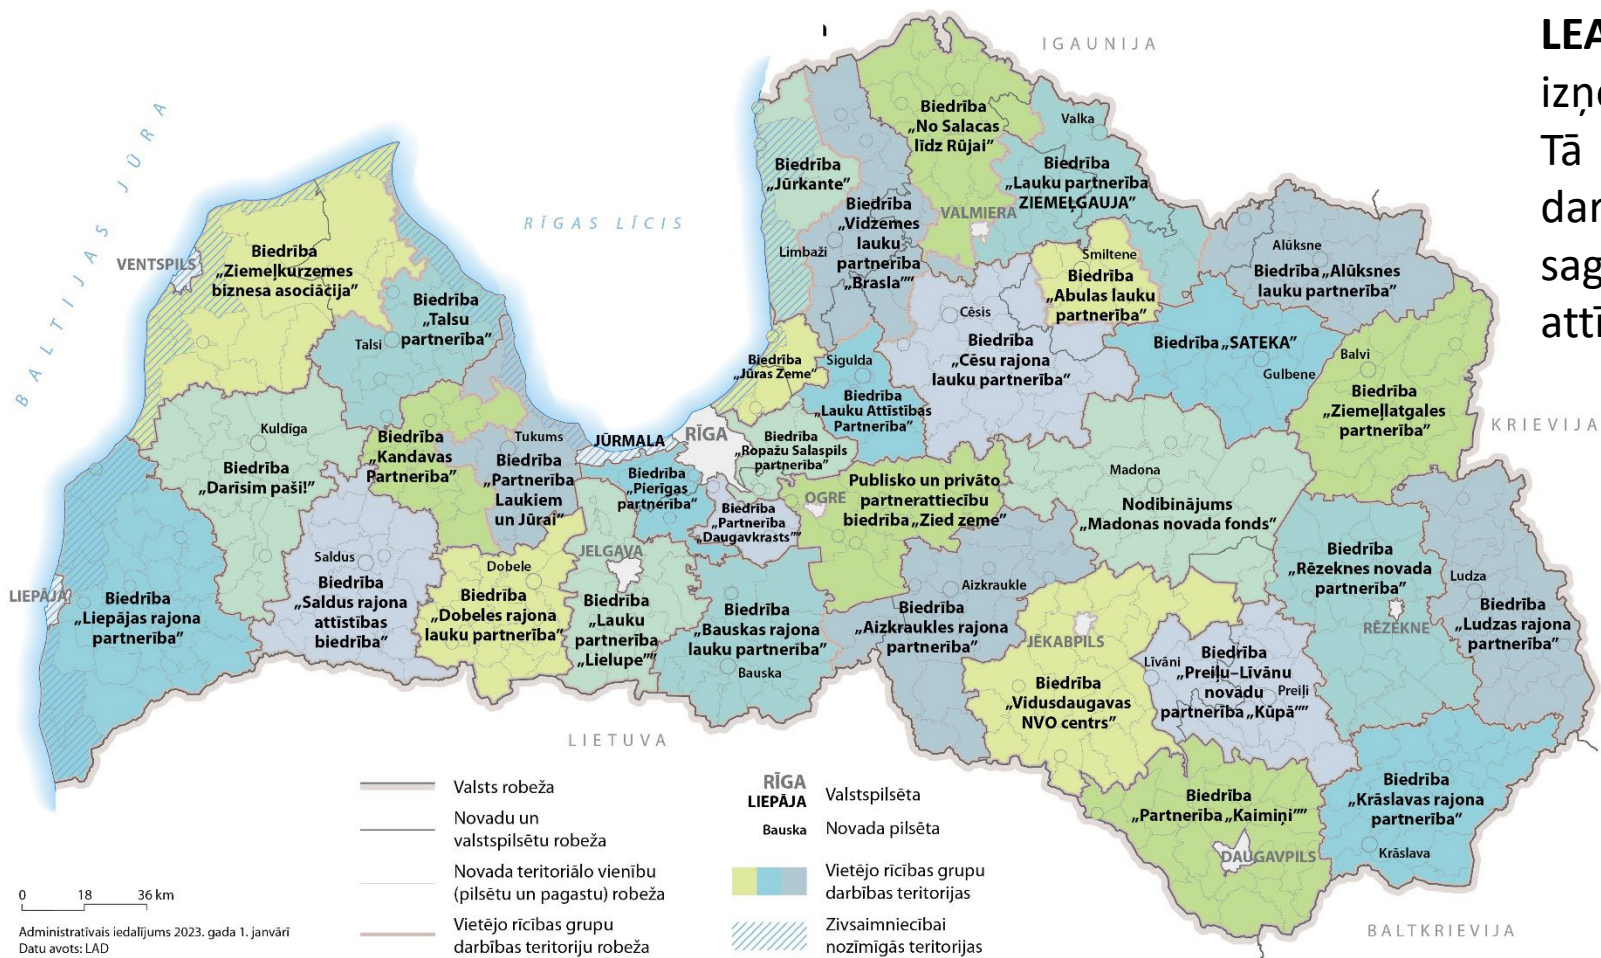 LEA
izņe
Tā
dar
sag
attī
IGAUNIJA
BALTIJAS JŪRA
RĪGAS LĪCIS
KRIEVIJA
LIETUVA
BALTKRIEVIJA
Biedrība
„No Salacas
līdz Rūjai”
Valka
Biedrība
„Lauku partnerība
ZIEMEĻGAUJA”
VALMIERA
Biedrība
„Jūrkante”
Biedrība
„Vidzemes
lauku
partnerība
„Brasla””
Limbaži
Alūksne
Biedrība „Alūksnes
lauku partnerība”
Smiltene
Biedrība
„Abulas lauku
partnerība”
VENTSPILS
Biedrība
„Ziemeļkurzemes
biznesa asociācija”
Biedrība
„Talsu
partnerība”
Talsi
Cēsis
Biedrība
„Cēsu rajona
lauku partnerība”
Biedrība „SATEKA”
Gulbene
Balvi
Biedrība
„Ziemeļlatgales
partnerība”
Biedrība
„Jūras Zeme”
Sigulda
Biedrība
„Lauku Attīstības
Partnerība”
Kuldīga
Biedrība
„Darīsim paši!”
Biedrība
„Kandavas
Partnerība”
Tukums
Biedrība
„Partnerība
Laukiem
un Jūrai”
JŪRMALA
RĪGA
Biedrība
„Ropažu Salaspils
partnerība”
Biedrība
„Pierīgas
partnerība”
Biedrība
„Partnerība
„Daugavkrasts””
OGRE
Publisko un privāto
partnerattiecību
biedrība „Zied zeme”
Madona
Nodibinājums
„Madonas novada fonds”
Biedrība
„Rēzeknes novada
partnerība”
RĒZEKNE
Ludza
Biedrība
„Ludzas rajona
partnerība”
LIEPĀJA
Biedrība
„Liepājas rajona
partnerība”
Saldus
Biedrība
„Saldus rajona
attīstības
biedrība”
Dobele
Biedrība
„Dobeles rajona
lauku partnerība”
JELGAVA
Biedrība
„Lauku
partnerība
„Lielupe””
Biedrība
„Bauskas rajona
lauku partnerība”
Bauska
Aizkraukle
Biedrība
„Aizkraukles rajona
partnerība”
JĒKABPILS
Biedrība
„Vidusdaugavas
NVO centrs”
Līvāni
Biedrība
„Preiļu–Līvānu
novadu
partnerība „Kūpā””
Preiļi
Biedrība
„Partnerība „Kaimiņi””
DAUGAVPILS
Biedrība
„Krāslavas rajona
partnerība”
Krāslava
Valsts robeža
Novadu un
valstspilsētu robeža
Novada teritoriālo vienību
(pilsētu un pagastu) robeža
Vietējo rīcības grupu
darbības teritoriju robeža
RĪGA
LIEPĀJA
Valstspilsēta
Bauska Novada pilsēta
Vietējo rīcības grupu
darbības teritorijas
Zivsaimniecībai
nozīmīgās teritorijas
0 18 36 km
Administratīvais iedalījums 2023. gada 1. janvārī
Datu avots: LAD